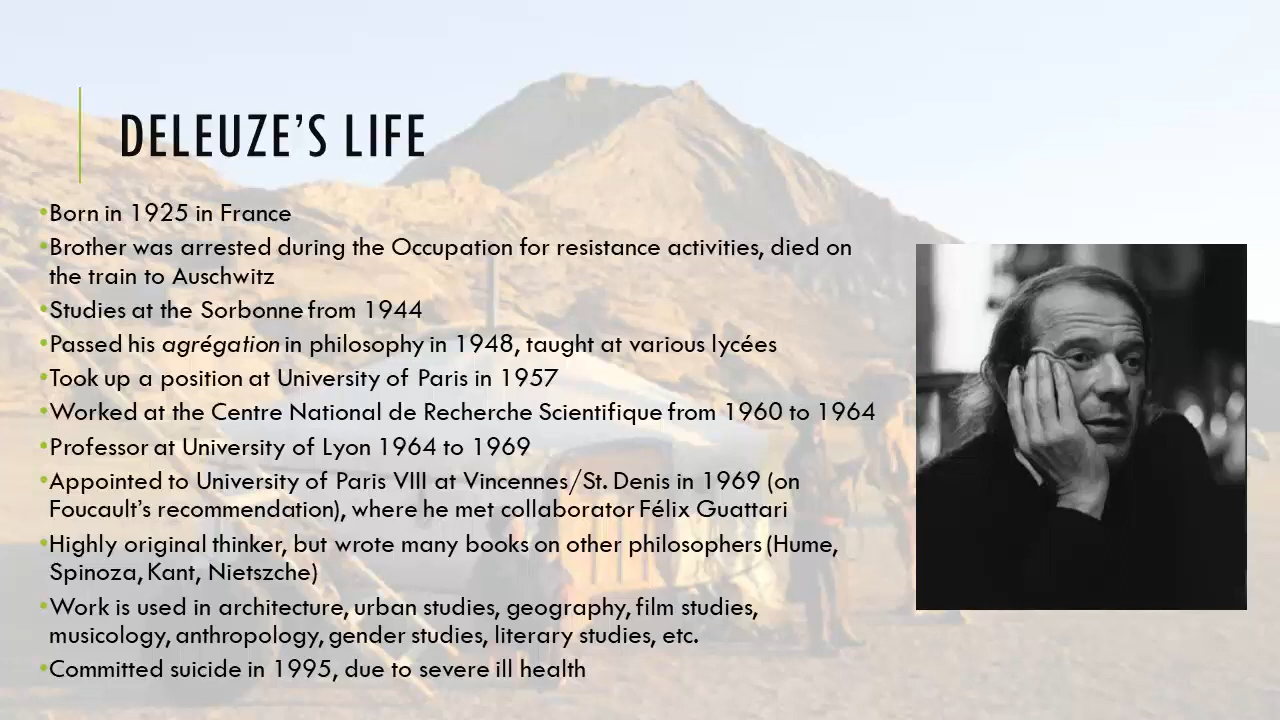 DELEUZE'S LIFE
•Born in 1925 in France
•Brother was arrested during the Occupation for resistance activities, died on
the train to Auschwitz
•Studies at the Sorbonne from 1944
•Passed his agrégation in philosophy in 1948, taught at various lycées
•Took up a position at University of Paris in 1957
•Worked at the Centre National de Recherche Scientifique from 1960 to 1964
•Professor at University of Lyon 1964 to 1969
•Appointed to University of Paris VIII at Vincennes/St. Denis in 1969 (on
Foucault's recommendation), where he met collaborator Félix Guattari
•Highly original thinker, but wrote many books on other philosophers (Hume,
Spinoza, Kant, Nietszche)
•Work is used in architecture, urban studies, geography, film studies,
musicology, anthropology, gender studies, literary studies, etc.
•Committed suicide in 1995, due to severe ill health